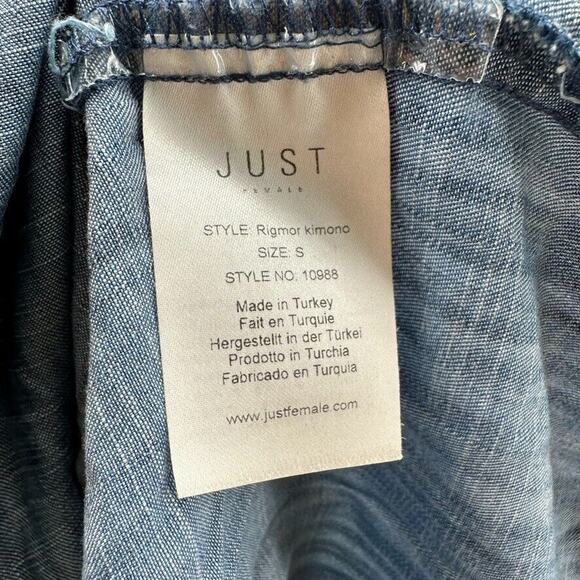 JUST
FEMALE
STYLE: Rigmor kimono
SIZE: S
STYLE NO. 10988
Made in Turkey
Fait en Turquie
Hergestellt in der Türkei
Prodotto in Turchia
Fabricado en Turquia
www.justfemale.com